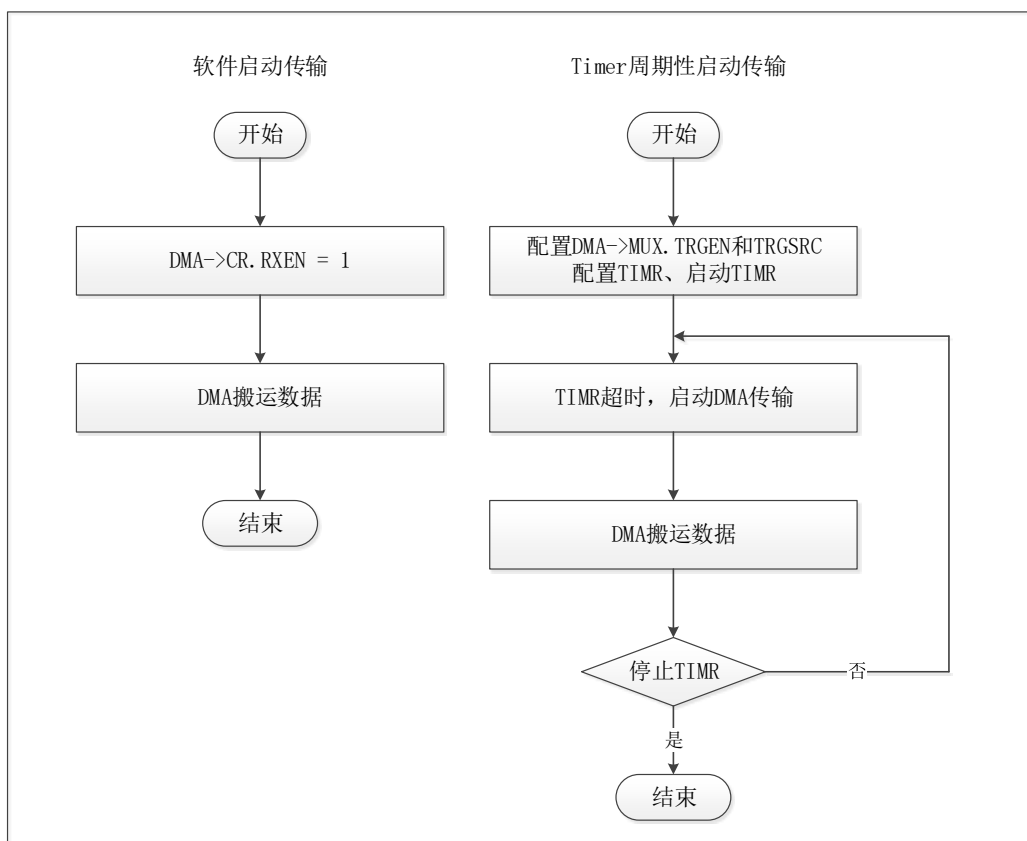 软件启动传输
开始
DMA->CR.RXEN = 1
DMA搬运数据
结束
Timer周期性启动传输
开始
配置DMA->MUX.TRGEN和TRGSRC
配置TIMR、启动TIMR
TIMR超时，启动DMA传输
DMA搬运数据
停止TIMR
否
是
结束